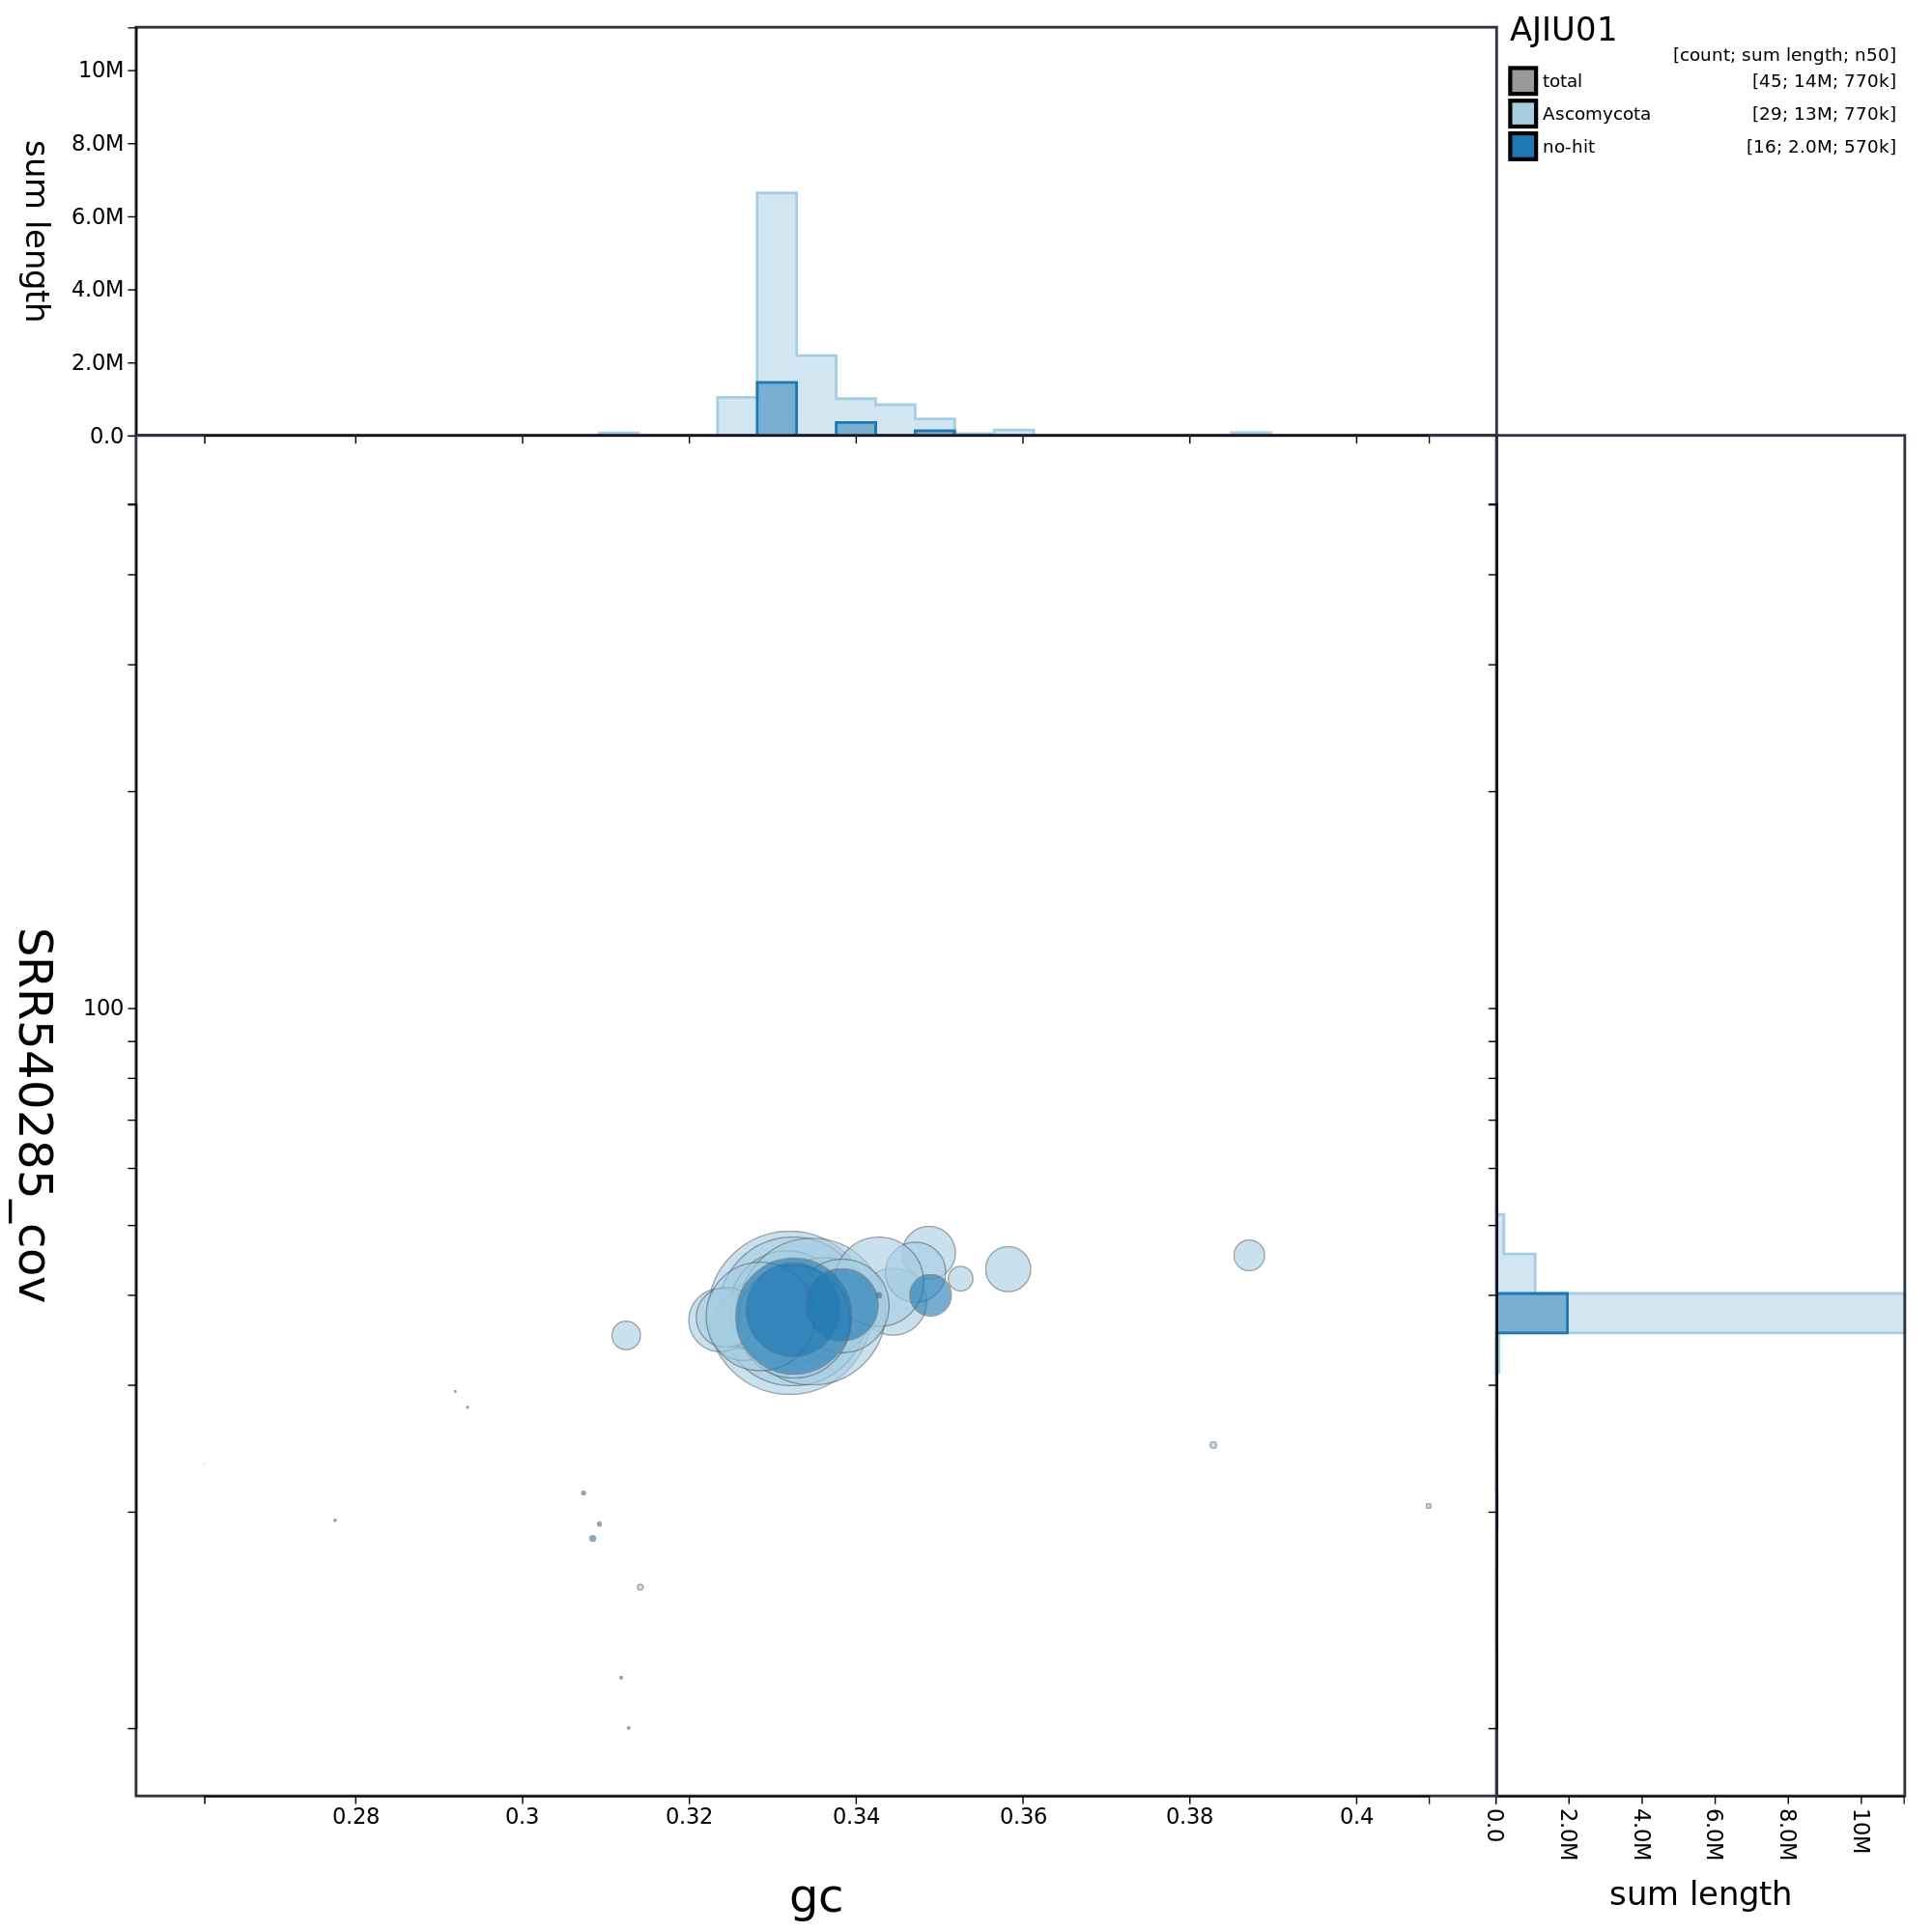 AJIU01
[count; sum length; n50]
total [45; 14M; 770k]
Ascomycota [29; 13M; 770k]
no-hit [16; 2.0M; 570k]
10M
8.0M
6.0M
4.0M
2.0M
0.0
sum length
100
SRR540285_cov
0.28 0.3 0.32 0.34 0.36 0.38 0.4
gc
0.0 2.0M 4.0M 6.0M 8.0M 10M
sum length